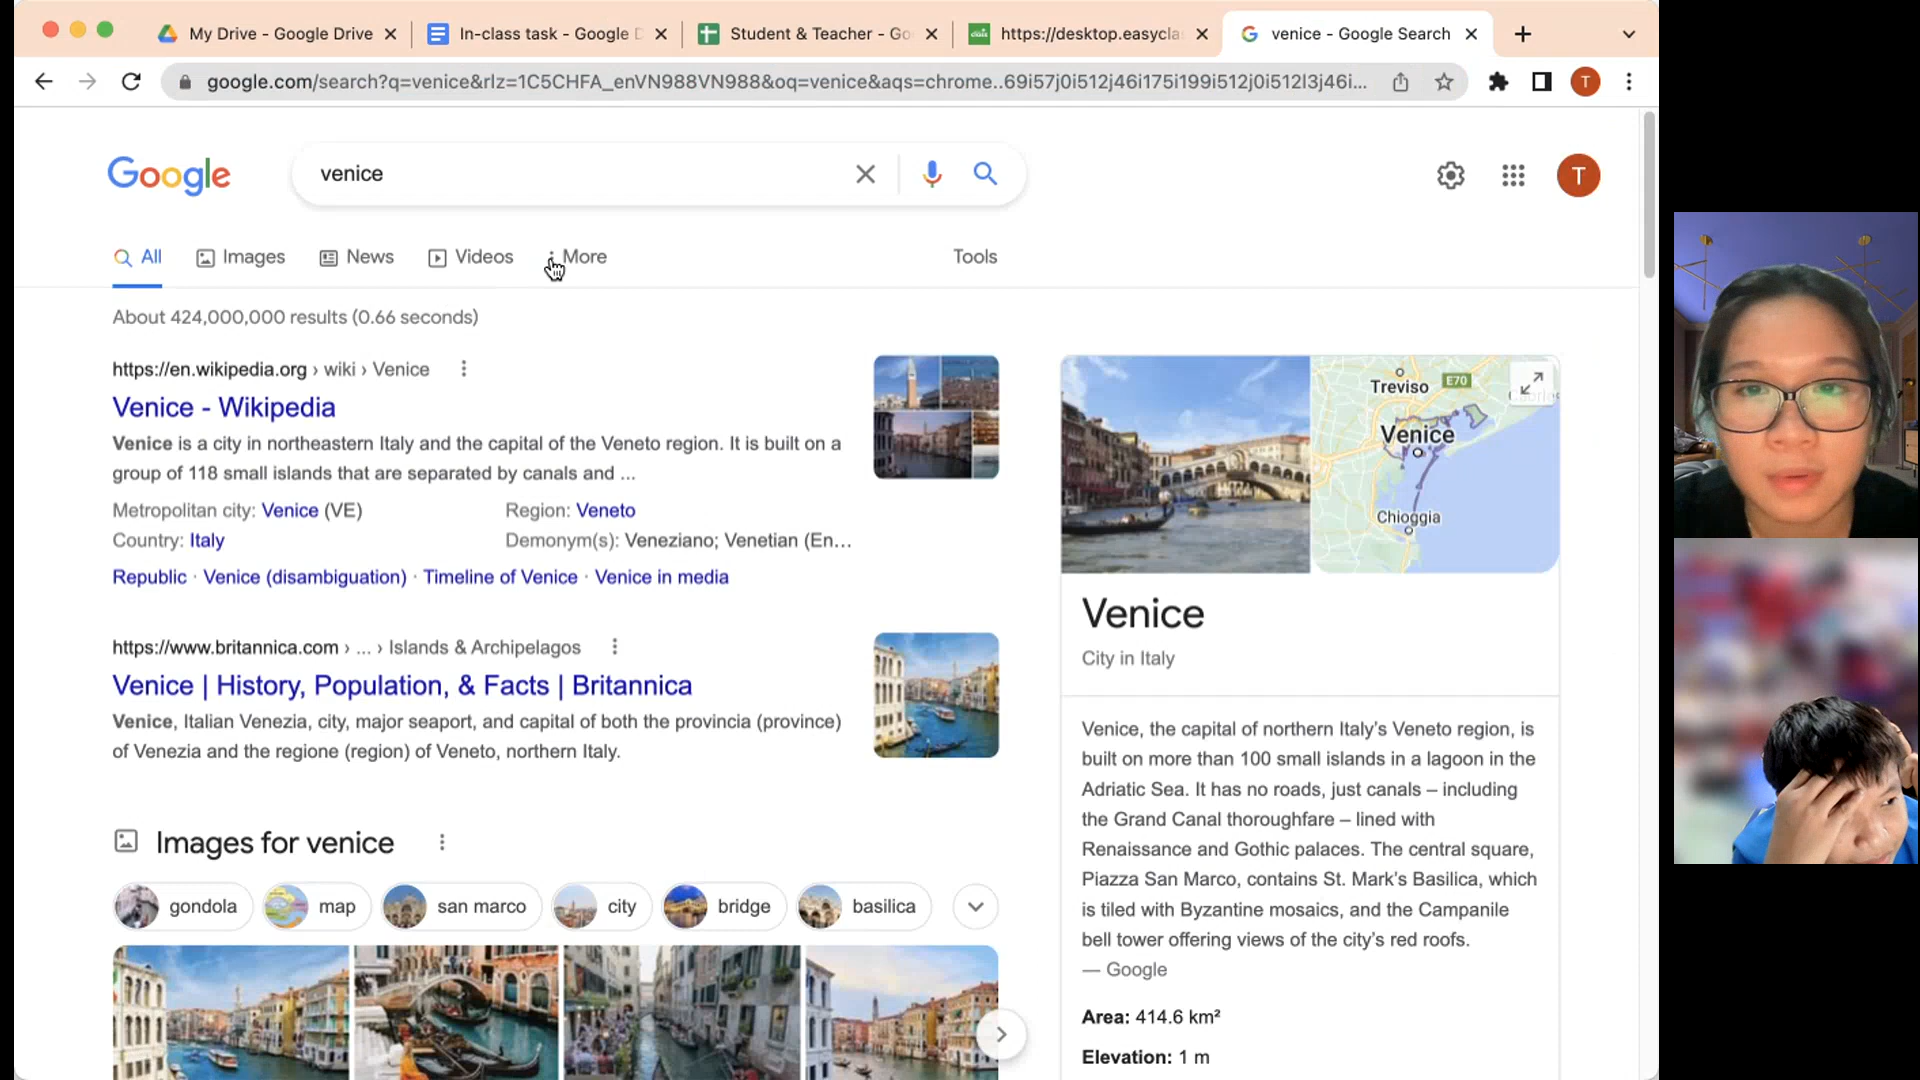 My Drive - Google Drive
In-class task - Google D
Student & Teacher - Go
https://desktop.easycla
venice - Google Search
google.com/search?q=venice&rlz=1C5CHFA_enVN988VN988&oq=venice&aqs=chrome..69i57j0i512j46i175i199i512j0i512l3j46i...
T
Google
venice
T
All
Images
News
Videos
More
Tools
About 424,000,000 results (0.66 seconds)
https://en.wikipedia.org › wiki › Venice
Venice - Wikipedia
Venice is a city in northeastern Italy and the capital of the Veneto region. It is built on a
group of 118 small islands that are separated by canals and ...
Metropolitan city: Venice (VE)
Region: Veneto
Country: Italy
Demonym(s): Veneziano; Venetian (En...
Republic · Venice (disambiguation) · Timeline of Venice · Venice in media
https://www.britannica.com › ... › Islands & Archipelagos
Venice | History, Population, & Facts | Britannica
Venice, Italian Venezia, city, major seaport, and capital of both the provincia (province)
of Venezia and the regione (region) of Veneto, northern Italy.
Images for venice
gondola
map
san marco
city
bridge
basilica
Treviso
E70
Venice
Chioggia
Venice
City in Italy
Venice, the capital of northern Italy’s Veneto region, is
built on more than 100 small islands in a lagoon in the
Adriatic Sea. It has no roads, just canals – including
the Grand Canal thoroughfare – lined with
Renaissance and Gothic palaces. The central square,
Piazza San Marco, contains St. Mark’s Basilica, which
is tiled with Byzantine mosaics, and the Campanile
bell tower offering views of the city’s red roofs.
— Google
Area: 414.6 km²
Elevation: 1 m